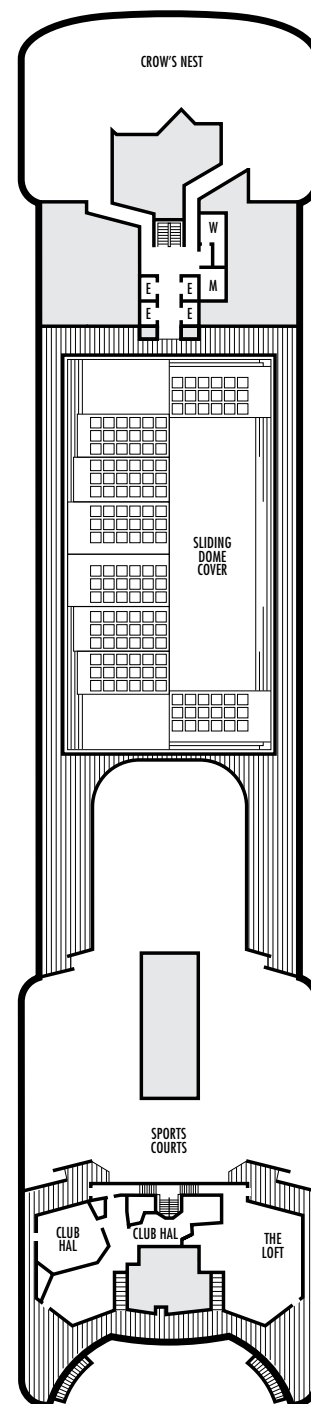 CROW'S NEST
W
M
E
E
E
E
SLIDING
DOME
COVER
SPORTS
COURTS
CLUB
HAL
CLUB HAL
THE
LOFT